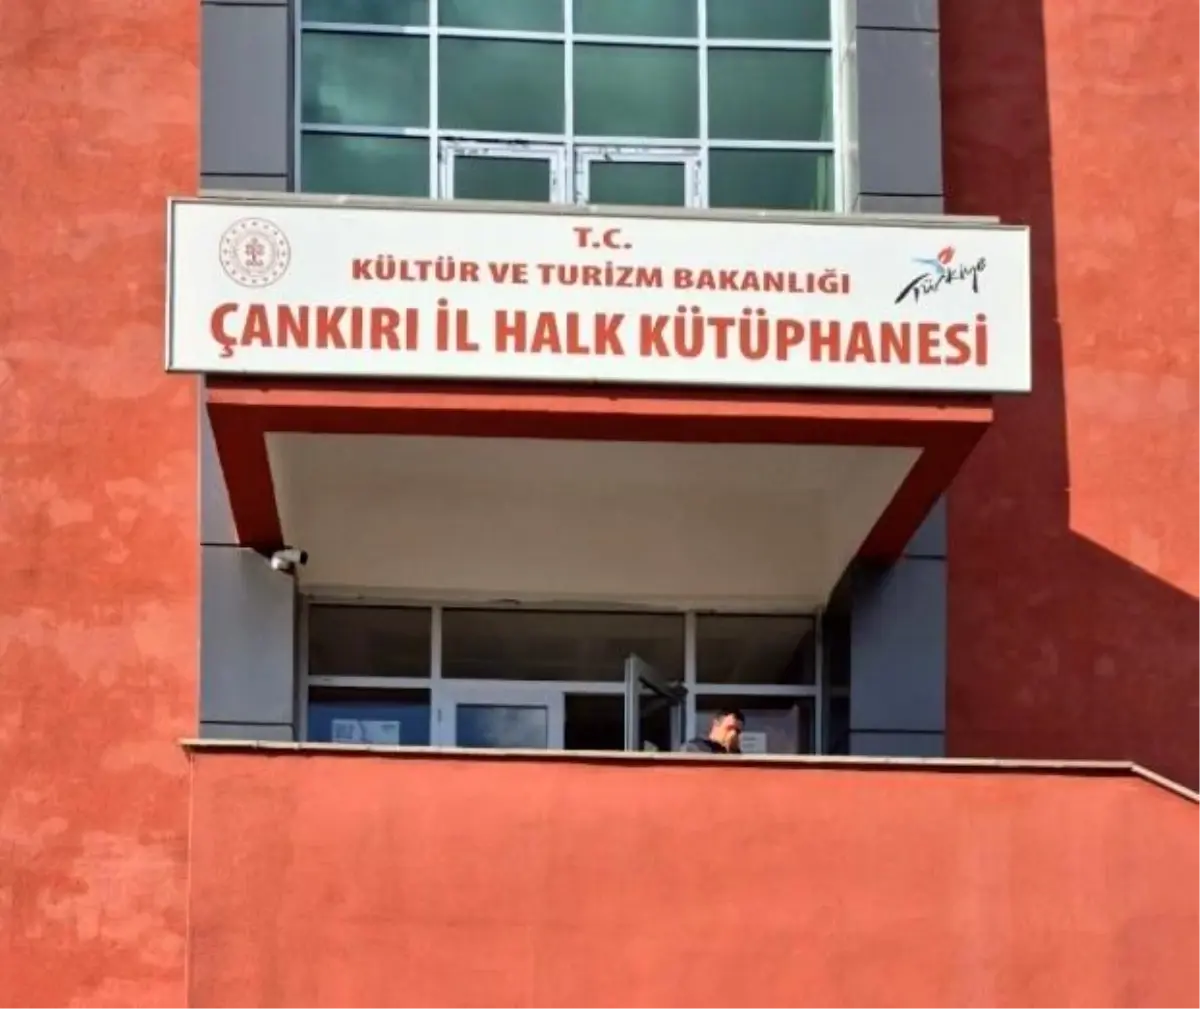 T.C.
KÜLTÜR VE TURİZM BAKANLIĞI
Türkiye
ÇANKIRI İL HALK KÜTÜPHANESİ